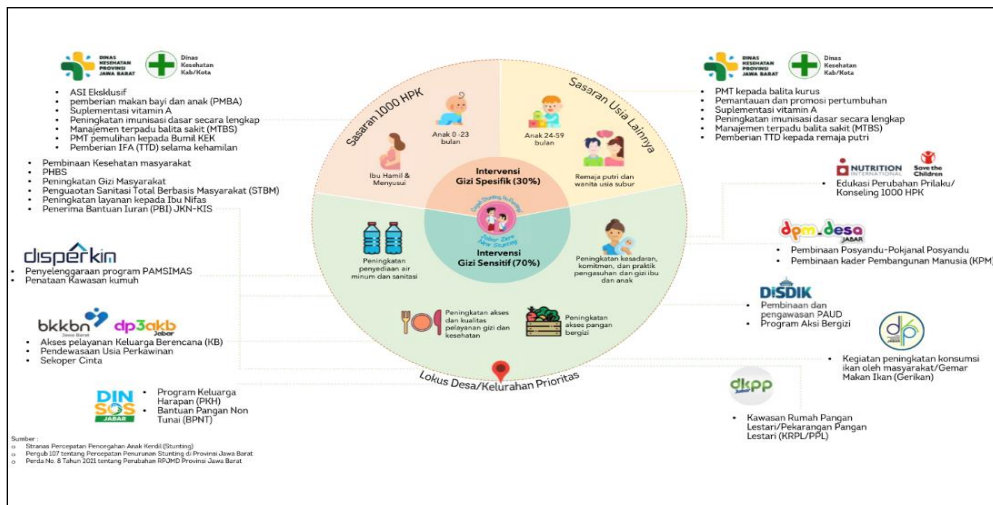 DINAS
KESEHATAN
PROVINSI
JAWA BARAT
Dinas
Kesehatan
Kab/Kota
ASI Eksklusif
pemberian makan bayi dan anak (PMBA)
Suplementasi vitamin A
Peningkatan imunisasi dasar secara lengkap
Manajemen terpadu balita sakit (MTBS)
PMT pemulihan kepada Bumil KEK
Pemberian IFA (TTD) selama kehamilan
Pembinaan Kesehatan masyarakat
PHBS
Peningkatan Gizi Masyarakat
Penguaotan Sanitasi Total Berbasis Masyarakat (STBM)
Peningkatan layanan kepada Ibu Nifas
Penerima Bantuan Iuran (PBI) JKN-KIS
disperkim
Penyelenggaraan program PAMSIMAS
Penataan Kawasan kumuh
bkkbn
dp3akb
Jabar
Akses pelayanan Keluarga Berencana (KB)
Pendewasaan Usia Perkawinan
Sekoper Cinta
DIN
SOS
JABAR
Program Keluarga
Harapan (PKH)
Bantuan Pangan Non
Tunai (BPNT)
Sumber :
Stranas Percepatan Pencegahan Anak Kerdil (Stunting)
Pergub 107 tentang Percepatan Penurunan Stunting di Provinsi Jawa Barat
Perda No. 8 Tahun 2021 tentang Perubahan RPJMD Provinsi Jawa Barat
Sasaran 1000 HPK
Sasaran Usia Lainnya
Anak 0 -23
bulan
Ibu Hamil &
Menyusui
Anak 24-59
bulan
Remaja putri dan
wanita usia subur
Intervensi
Gizi Spesifik (30%)
Jabar Zero
New Stunting
Intervensi
Gizi Sensitif (70%)
Peningkatan
penyediaan air
minum dan sanitasi
Peningkatan kesadaran,
komitmen, dan praktik
pengasuhan dan gizi ibu
dan anak
Peningkatan akses
dan kualitas
pelayanan gizi dan
kesehatan
Peningkatan
akses pangan
bergizi
Lokus Desa/Kelurahan Prioritas
DINAS
KESEHATAN
PROVINSI
JAWA BARAT
Dinas
Kesehatan
Kab/Kota
PMT kepada balita kurus
Pemantauan dan promosi pertumbuhan
Suplementasi vitamin A
Peningkatan imunisasi dasar secara lengkap
Manajemen terpadu balita sakit (MTBS)
Pemberian TTD kepada remaja putri
NUTRITION
INTERNATIONAL
Save the
Children
Edukasi Perubahan Prilaku/
Konseling 1000 HPK
dpm-desa
JABAR
Pembinaan Posyandu-Pokjanal Posyandu
Pembinaan kader Pembangunan Manusia (KPM)
DISDIK
Pembinaan dan
pengawasan PAUD
Program Aksi Bergizi
Kegiatan peningkatan konsumsi
ikan oleh masyarakat/Gemar
Makan Ikan (Gerikan)
dkpp
Kawasan Rumah Pangan
Lestari/Pekarangan Pangan
Lestari (KRPL/PPL)